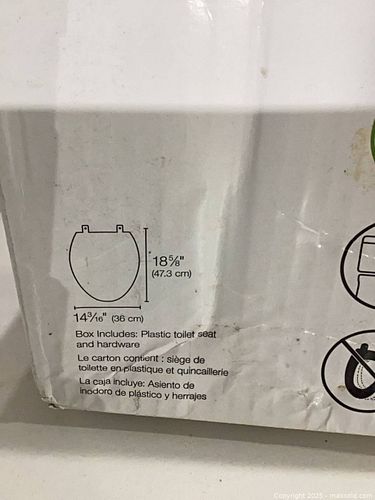 18⅝"
(47.3 cm)
14³⁄₁₆" (36 cm)
Box Includes: Plastic toilet seat
and hardware
Le carton contient : siège de
toilette en plastique et quincaillerie
La caja incluye: Asiento de
inodoro de plástico y herrajes
Copyright 2025 - maxsold.com